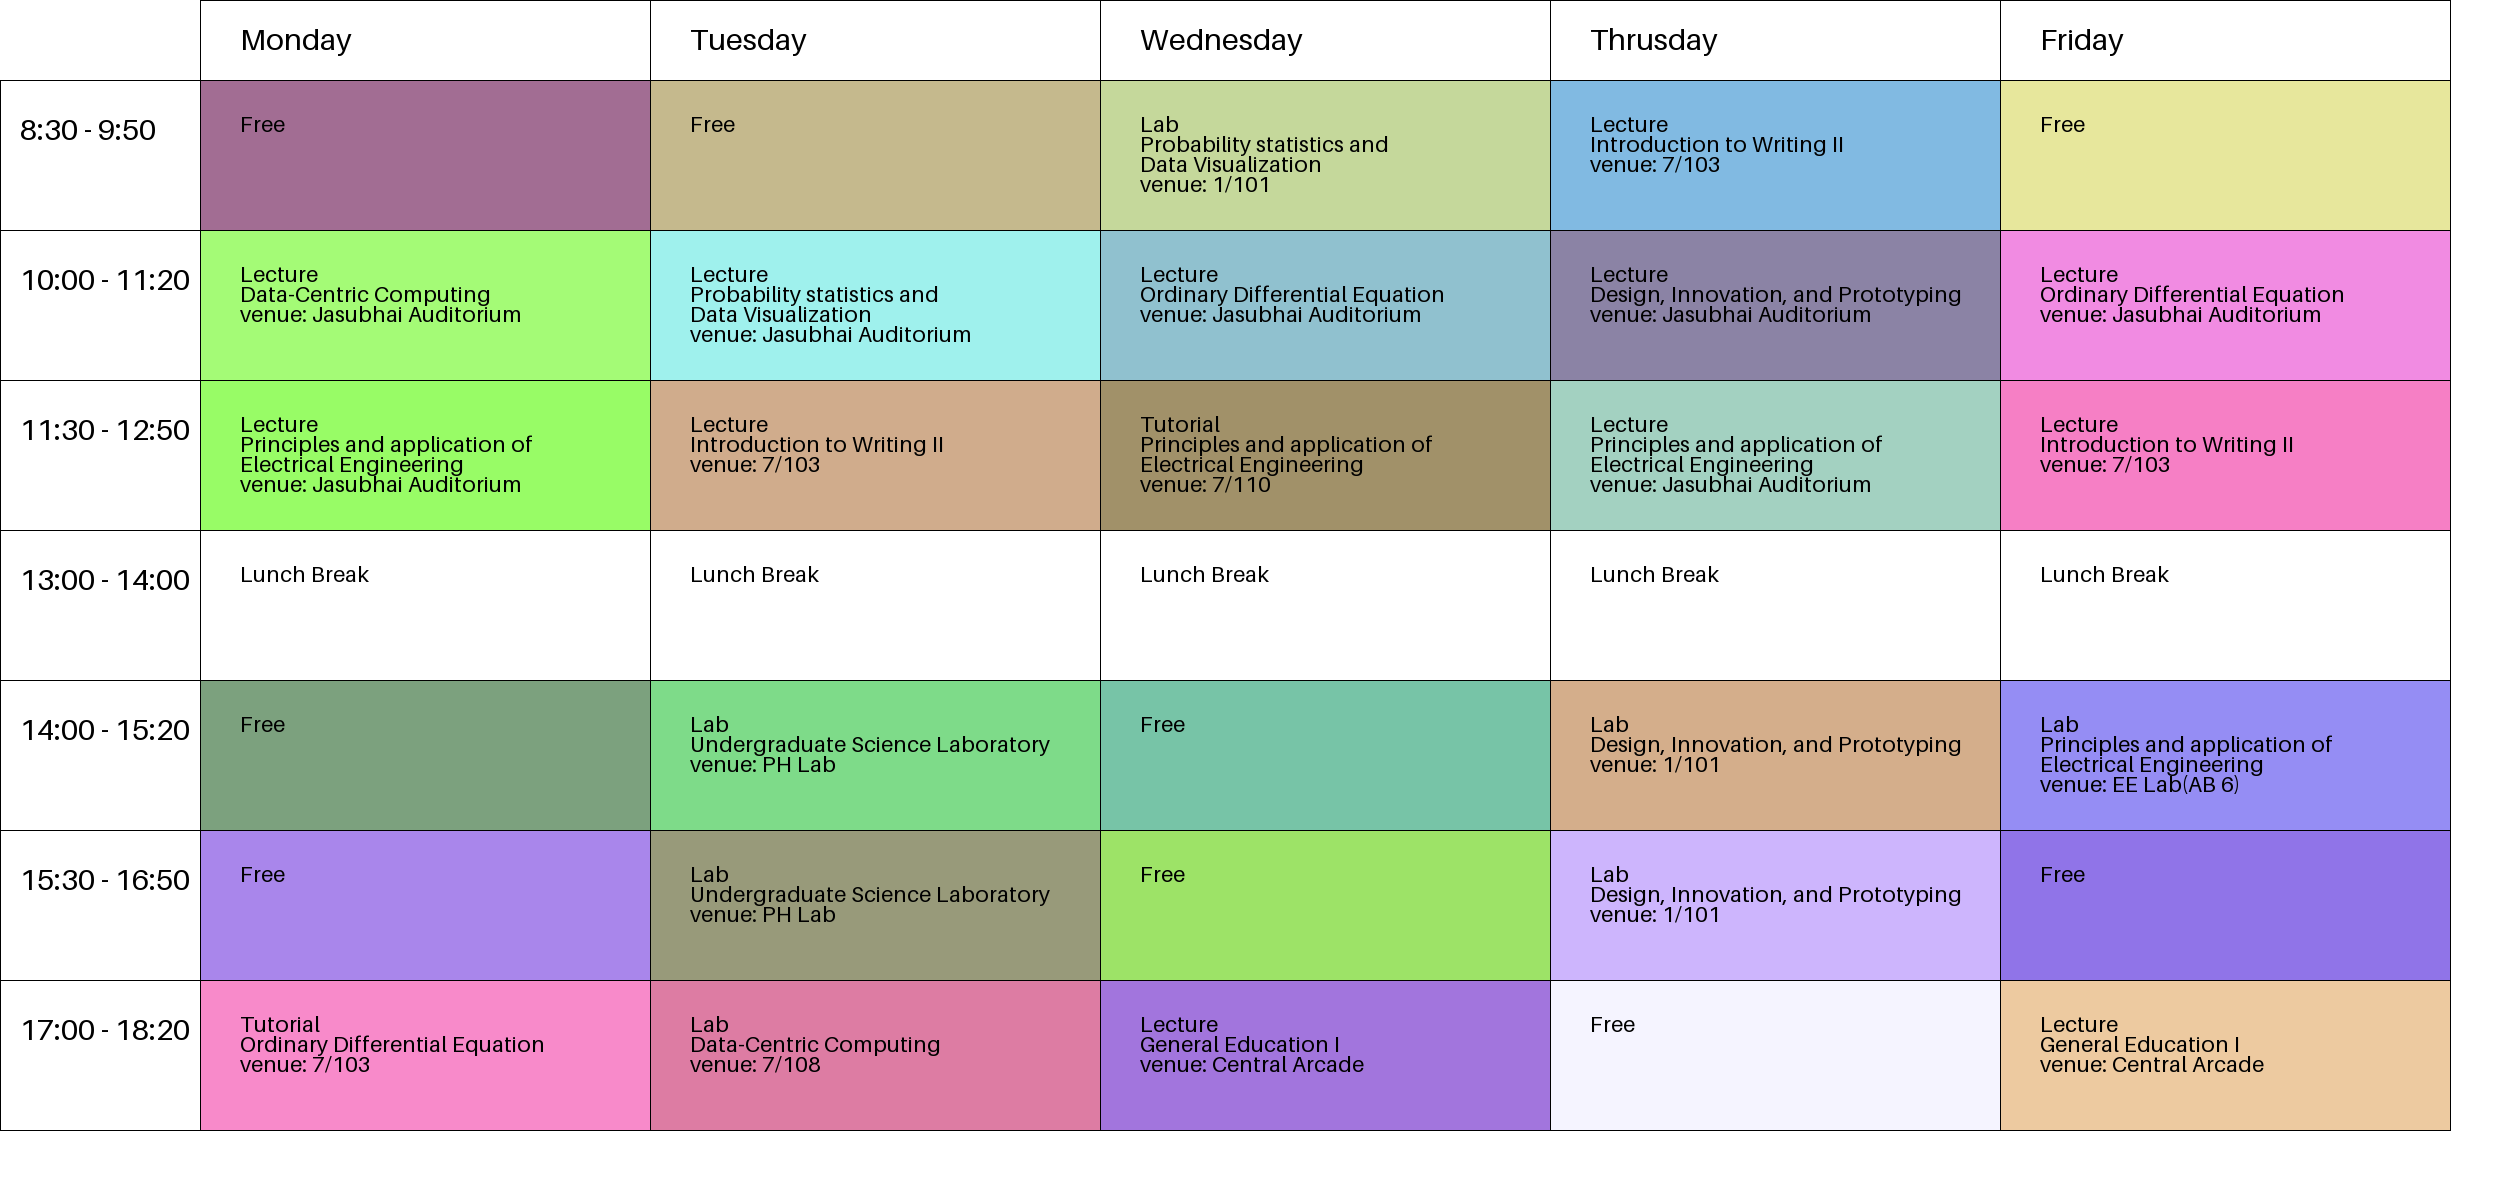 Monday
Tuesday
Wednesday
Thrusday
Friday
8:30 - 9:50
Free
Free
Lab
Probability statistics and
Data Visualization
venue: 1/101
Lecture
Introduction to Writing II
venue: 7/103
Free
10:00 - 11:20
Lecture
Data-Centric Computing
venue: Jasubhai Auditorium
Lecture
Probability statistics and
Data Visualization
venue: Jasubhai Auditorium
Lecture
Ordinary Differential Equation
venue: Jasubhai Auditorium
Lecture
Design, Innovation, and Prototyping
venue: Jasubhai Auditorium
Lecture
Ordinary Differential Equation
venue: Jasubhai Auditorium
11:30 - 12:50
Lecture
Principles and application of
Electrical Engineering
venue: Jasubhai Auditorium
Lecture
Introduction to Writing II
venue: 7/103
Tutorial
Principles and application of
Electrical Engineering
venue: 7/110
Lecture
Principles and application of
Electrical Engineering
venue: Jasubhai Auditorium
Lecture
Introduction to Writing II
venue: 7/103
13:00 - 14:00
Lunch Break
Lunch Break
Lunch Break
Lunch Break
Lunch Break
14:00 - 15:20
Free
Lab
Undergraduate Science Laboratory
venue: PH Lab
Free
Lab
Design, Innovation, and Prototyping
venue: 1/101
Lab
Principles and application of
Electrical Engineering
venue: EE Lab(AB 6)
15:30 - 16:50
Free
Lab
Undergraduate Science Laboratory
venue: PH Lab
Free
Lab
Design, Innovation, and Prototyping
venue: 1/101
Free
17:00 - 18:20
Tutorial
Ordinary Differential Equation
venue: 7/103
Lab
Data-Centric Computing
venue: 7/108
Lecture
General Education I
venue: Central Arcade
Free
Lecture
General Education I
venue: Central Arcade